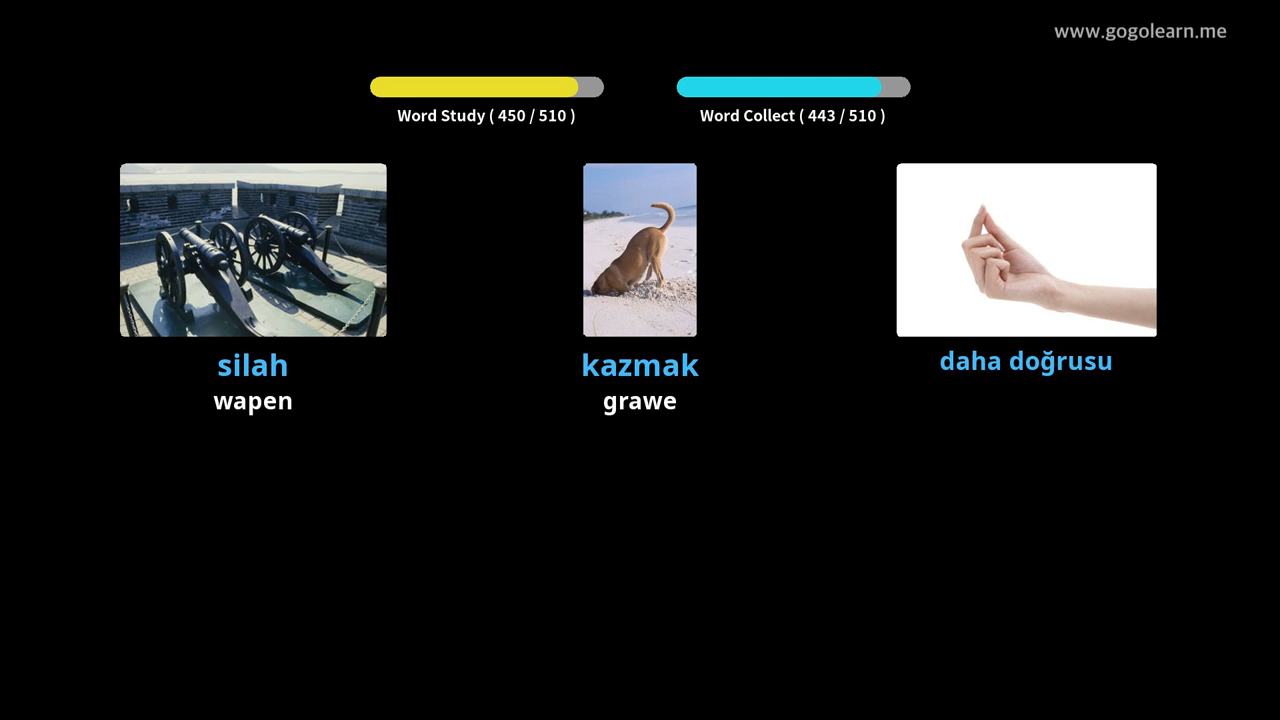 www.gogolearn.me
Word Study ( 450 / 510 )
Word Collect ( 443 / 510 )
silah
wapen
kazmak
grawe
daha doğrusu